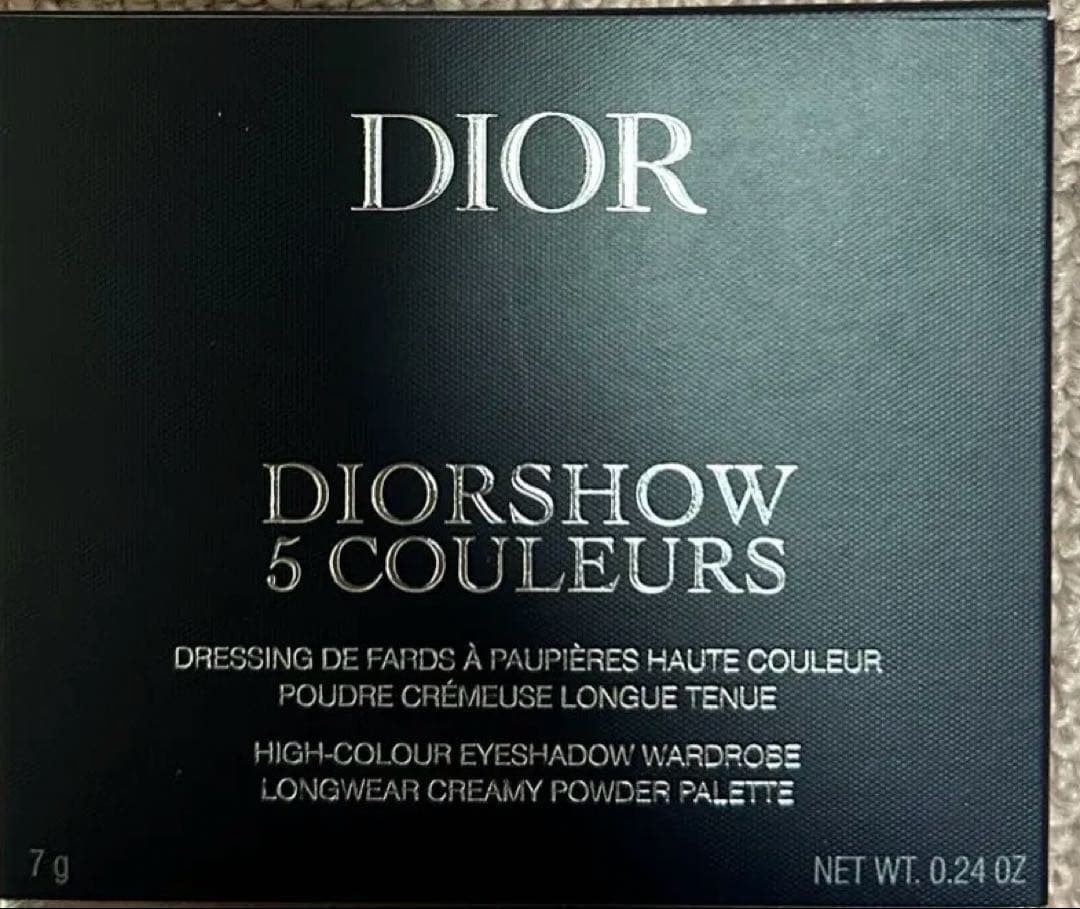 DIOR
DIORSHOW
5 COULEURS
DRESSING DE FARDS À PAUPIÈRES HAUTE COULEUR
POUDRE CRÉMEUSE LONGUE TENUE
HIGH-COLOUR EYESHADOW WARDROBE
LONGWEAR CREAMY POWDER PALETTE
7 g
NET WT. 0.24 OZ